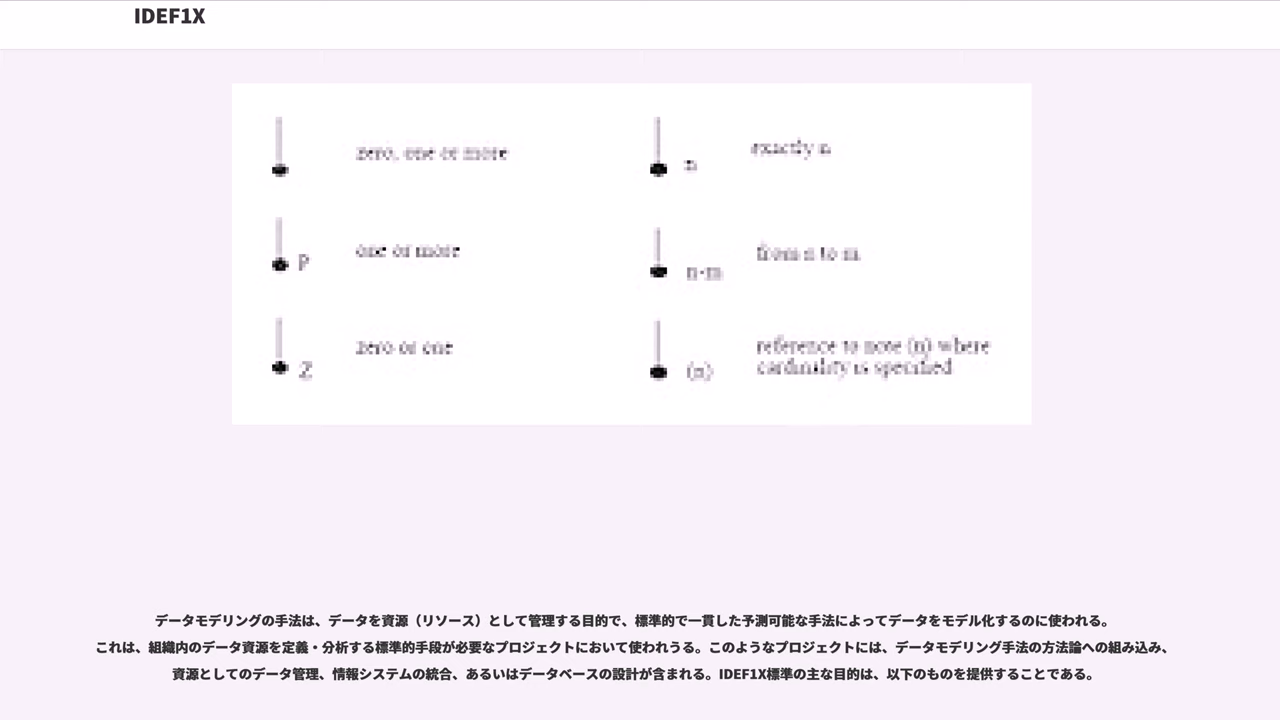 IDEF1X
zero, one or more
exactly n
n
one or more
P
from n to m
n-m
zero or one
Z
reference to note (n) where
cardinality is specified
(n)
データモデリングの手法は、データを資源（リソース）として管理する目的で、標準的で一貫した予測可能な手法によってデータをモデル化するのに使われる。
これは、組織内のデータ資源を定義・分析する標準的手段が必要なプロジェクトにおいて使われうる。このようなプロジェクトには、データモデリング手法の方法論への組み込み、
資源としてのデータ管理、情報システムの統合、あるいはデータベースの設計が含まれる。IDEF1X標準の主な目的は、以下のものを提供することである。